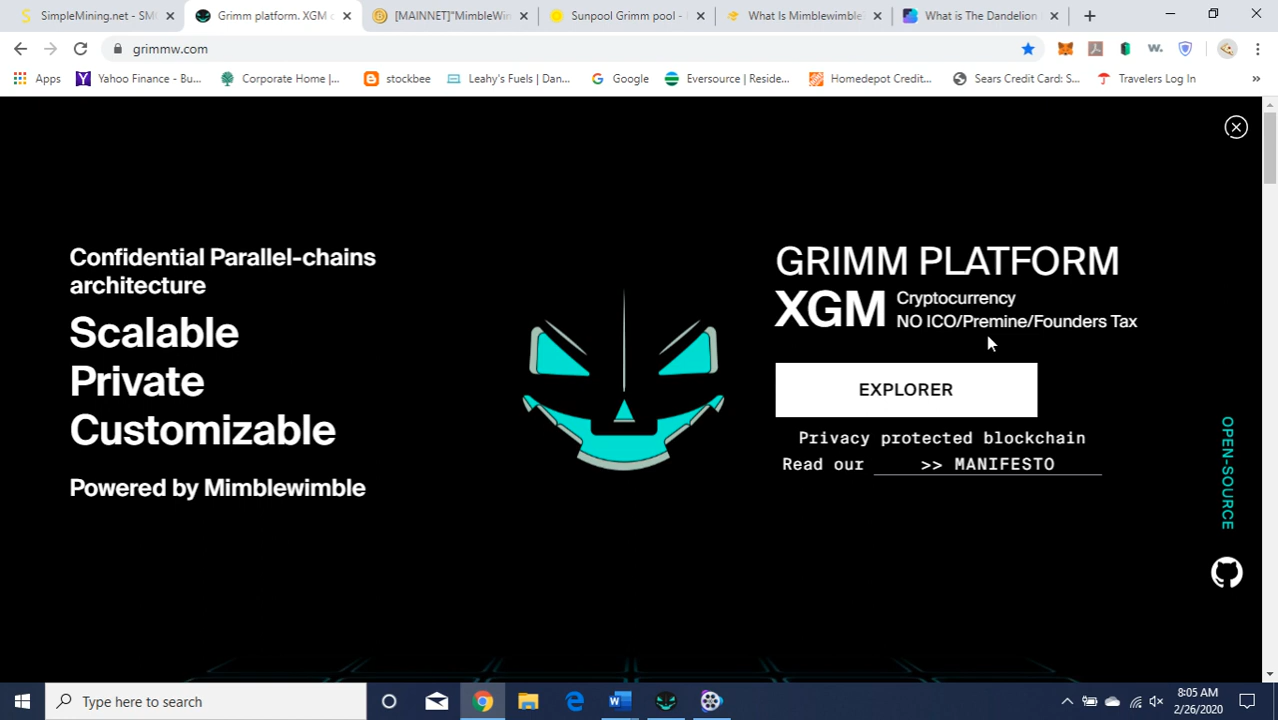 SimpleMining.net - SM
Grimm platform. XGM c
[MAINNET]"MimbleWin
Sunpool Grimm pool -
What Is Mimblewimble
What is The Dandelion
grimmw.com
Apps
Yahoo Finance - Bu...
Corporate Home |...
stockbee
Leahy's Fuels | Dan...
Google
Eversource | Reside...
Homedepot Credit...
Sears Credit Card: S...
Travelers Log In
Confidential Parallel-chains
architecture
Scalable
Private
Customizable
Powered by Mimblewimble
GRIMM PLATFORM
XGM
Cryptocurrency
NO ICO/Premine/Founders Tax
EXPLORER
Privacy protected blockchain
Read our >> MANIFESTO
OPEN-SOURCE
Type here to search
8:05 AM
2/26/2020